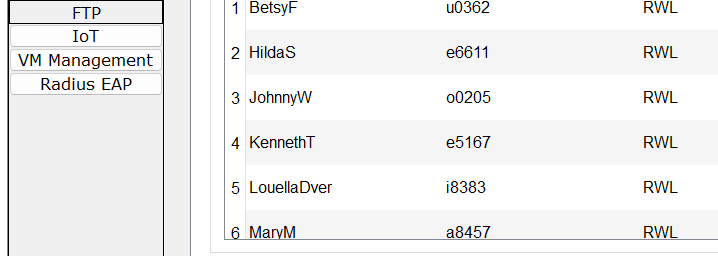 FTP
IoT
VM Management
Radius EAP
1 BetsyF u0362 RWL
2 HildaS e6611 RWL
3 JohnnyW o0205 RWL
4 KennethT e5167 RWL
5 LouellaDver i8383 RWL
6 MaryM a8457 RWL